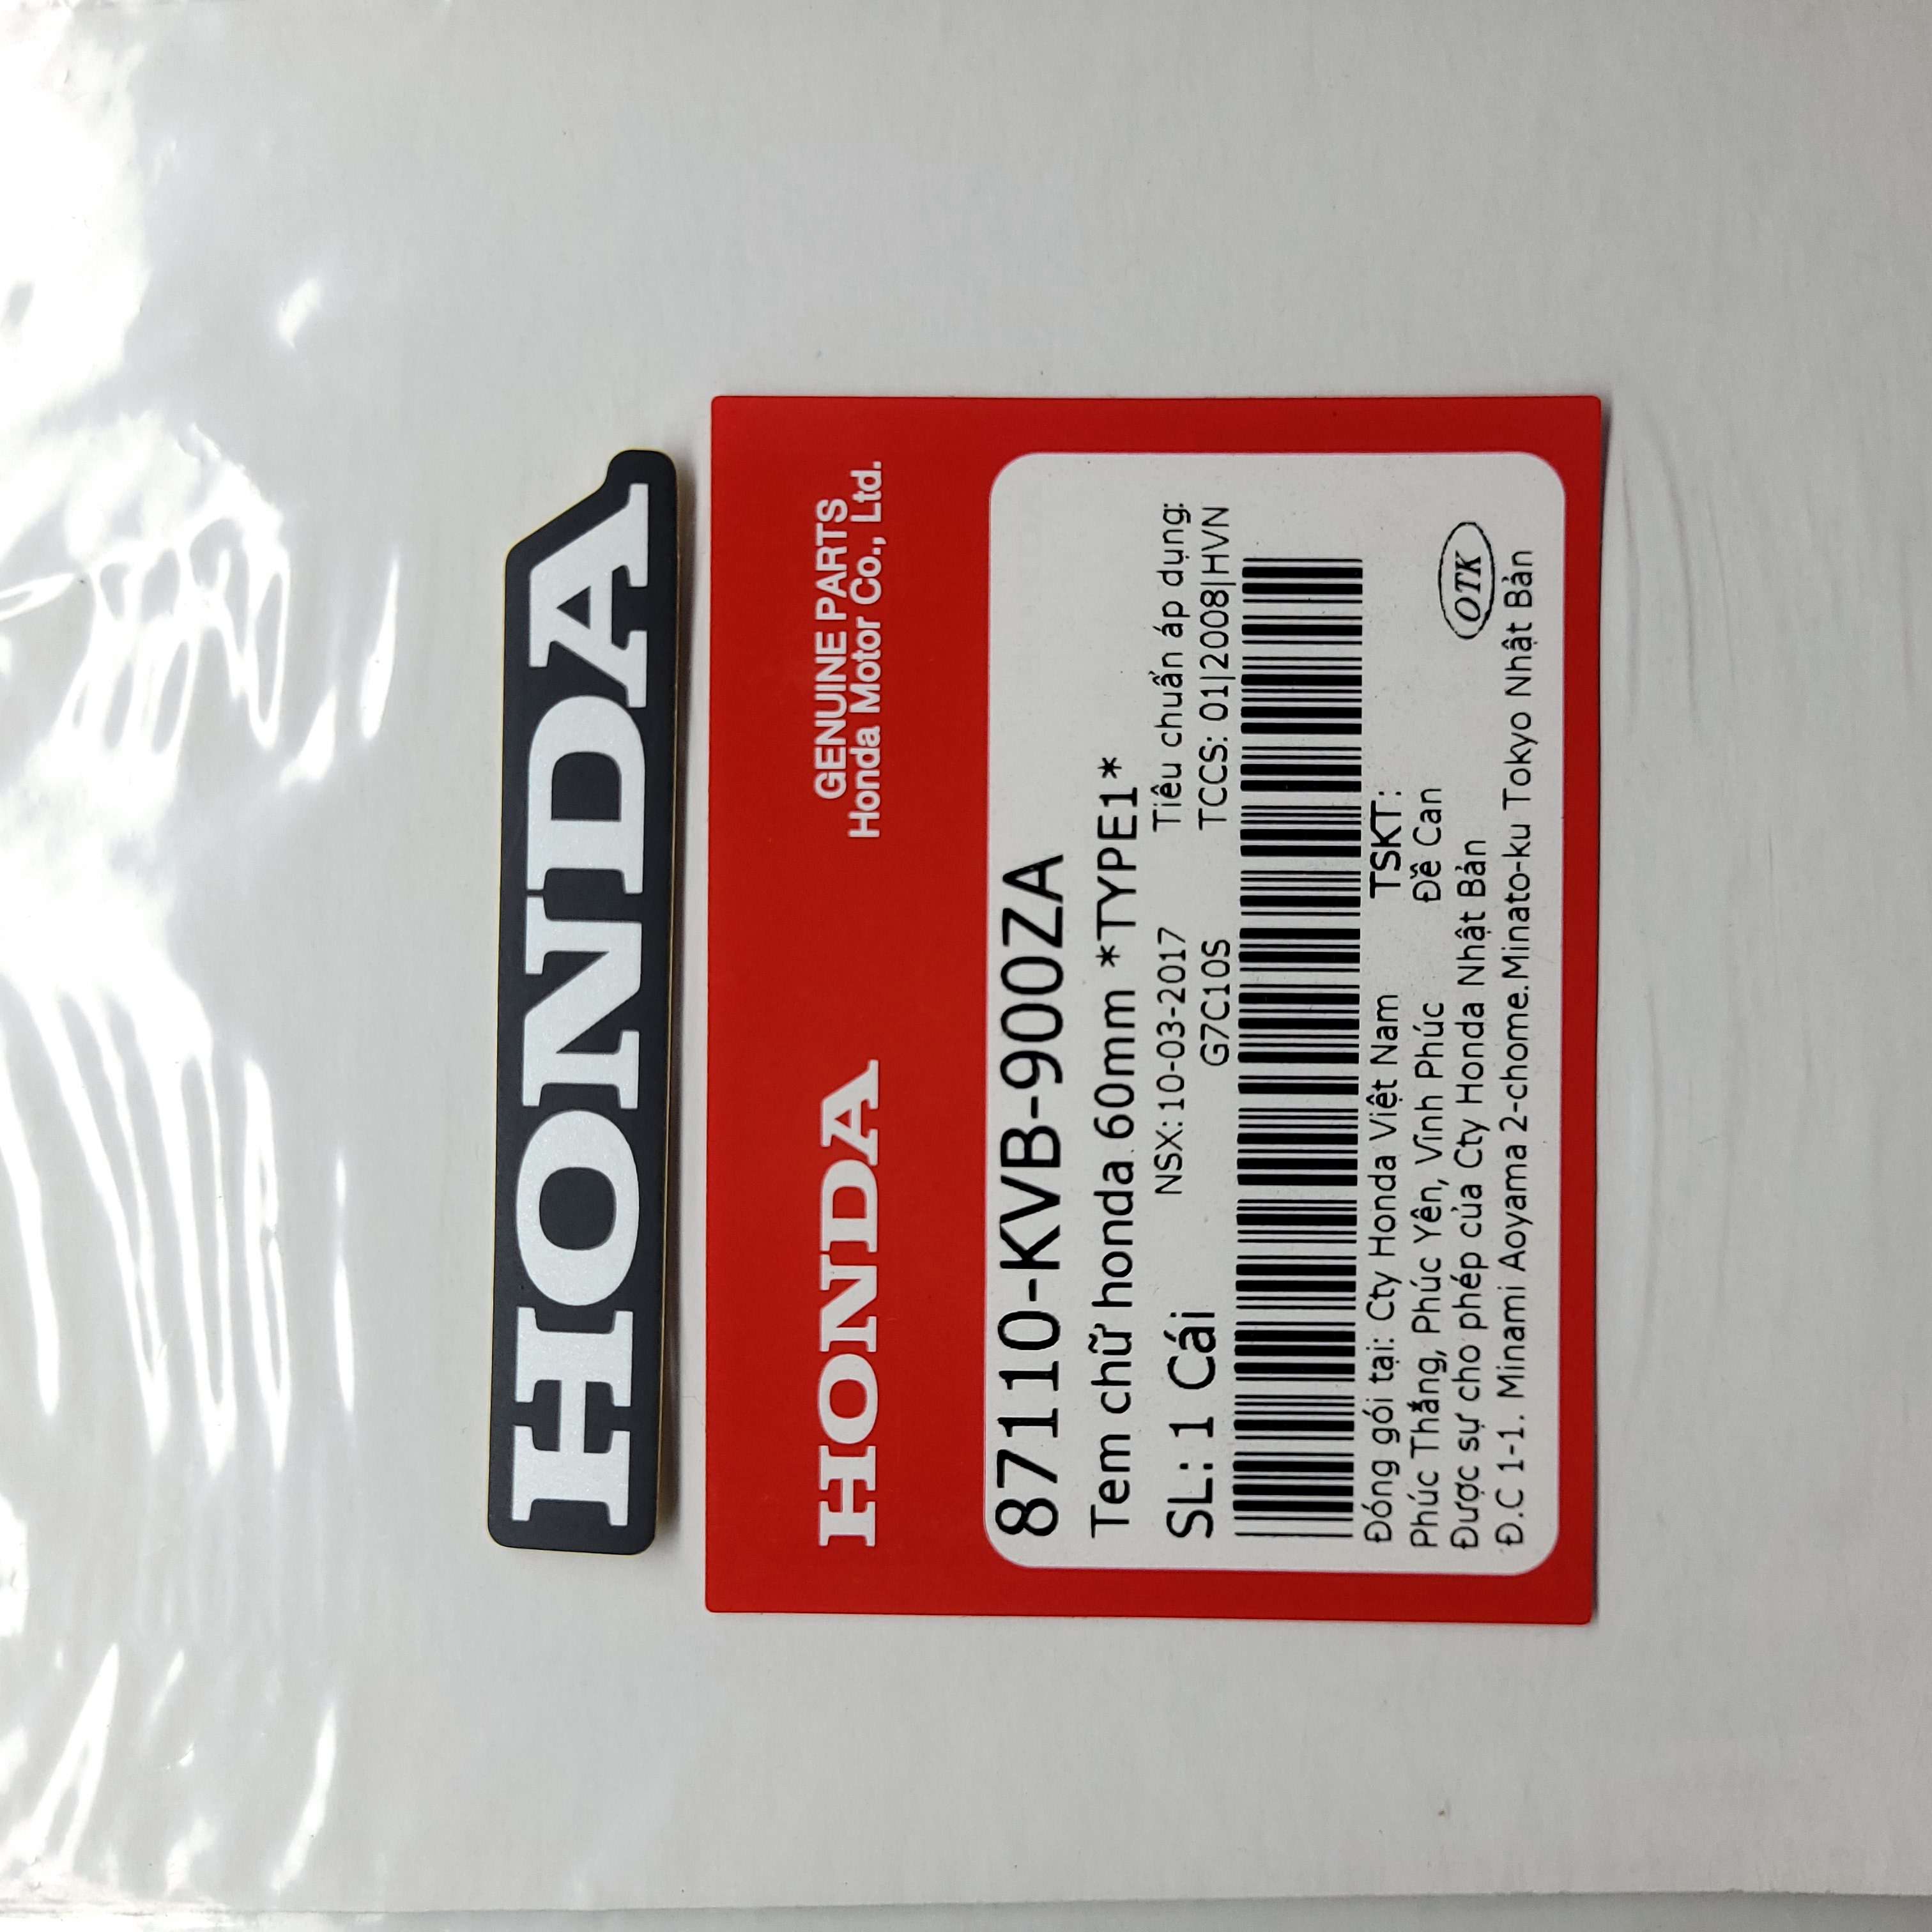 HONDA
HONDA
GENUINE PARTS
Honda Motor Co., Ltd.
87110-KVB-900ZA
Tem chữ honda 60mm *TYPE1*
SL: 1 Cái
NSX:10-03-2017
G7C10S
Tiêu chuẩn áp dụng:
TCCS: 01|2008|HVN
Đóng gói tại: Cty Honda Việt Nam
Phúc Thắng, Phúc Yên, Vĩnh Phúc
TSKT:
Đề Can
Được sự cho phép của Cty Honda Nhật Bản
Đ.C 1-1. Minami Aoyama 2-chome.Minato-ku Tokyo Nhật Bản
OTK